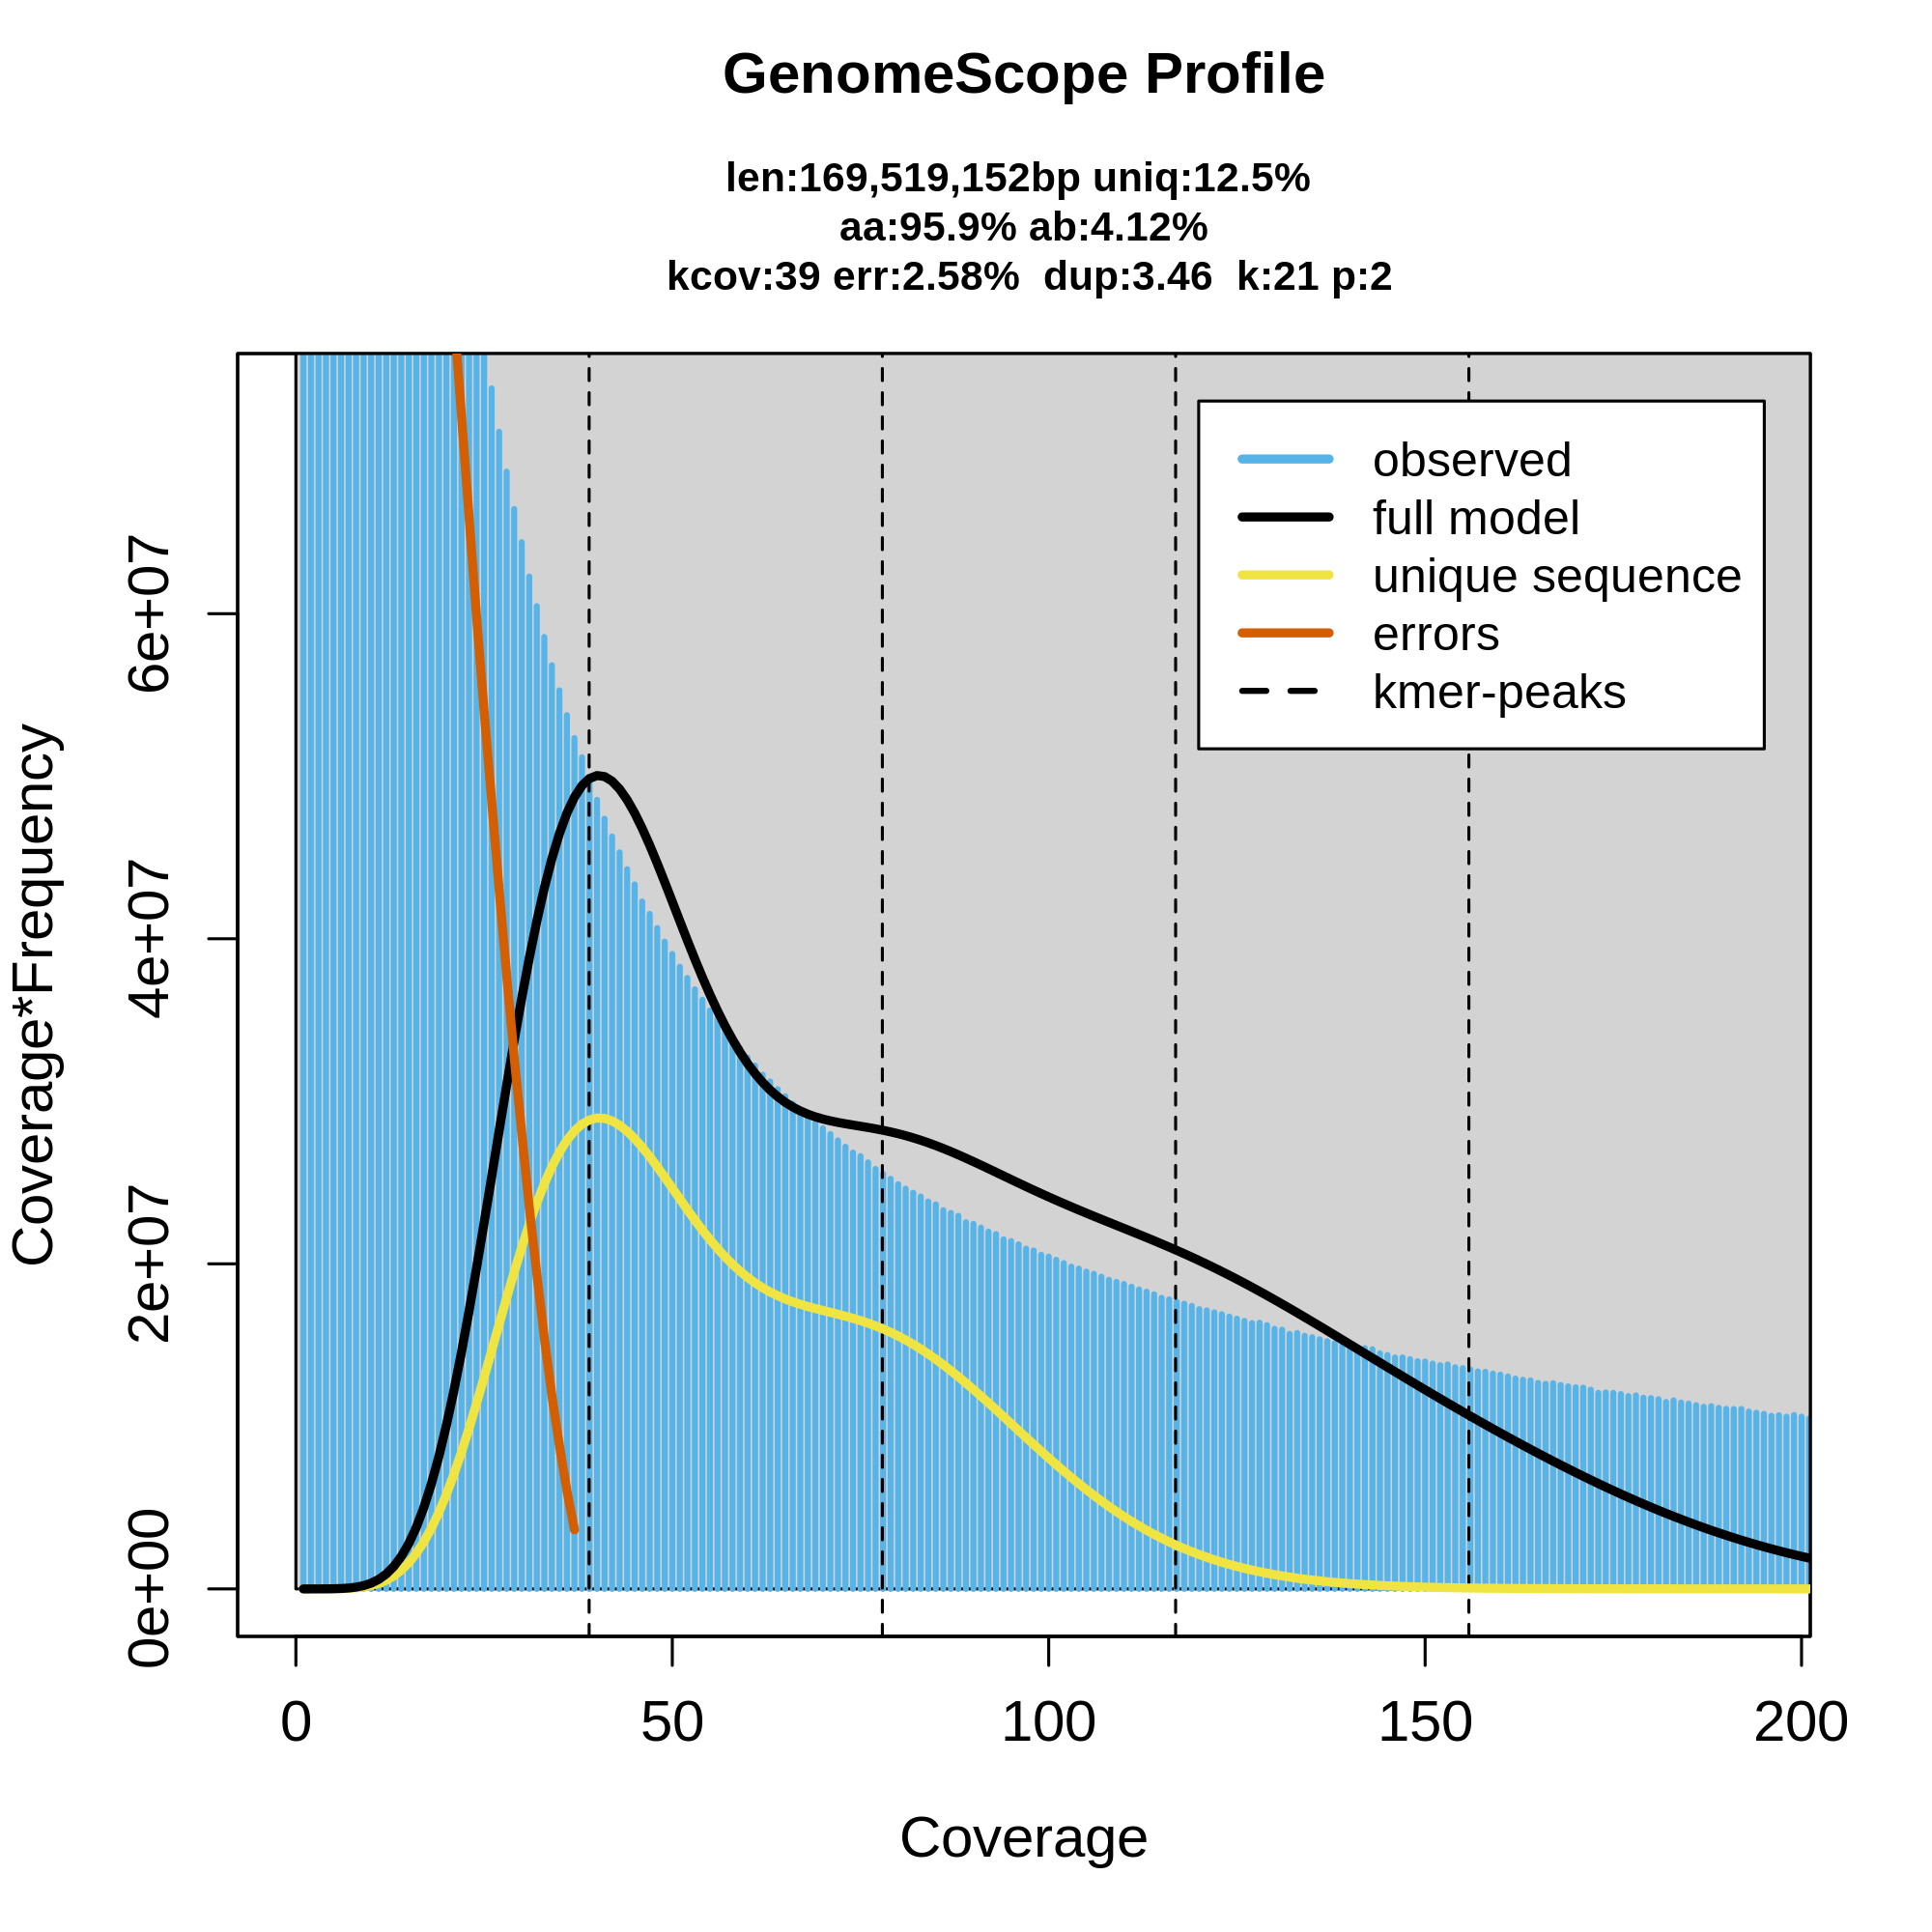 GenomeScope Profile
len:169,519,152bp uniq:12.5%
aa:95.9% ab:4.12%
kcov:39 err:2.58% dup:3.46 k:21 p:2
observed
full model
unique sequence
errors
kmer-peaks
Coverage*Frequency
6e+07
4e+07
2e+07
0e+00
0 50 100 150 200
Coverage